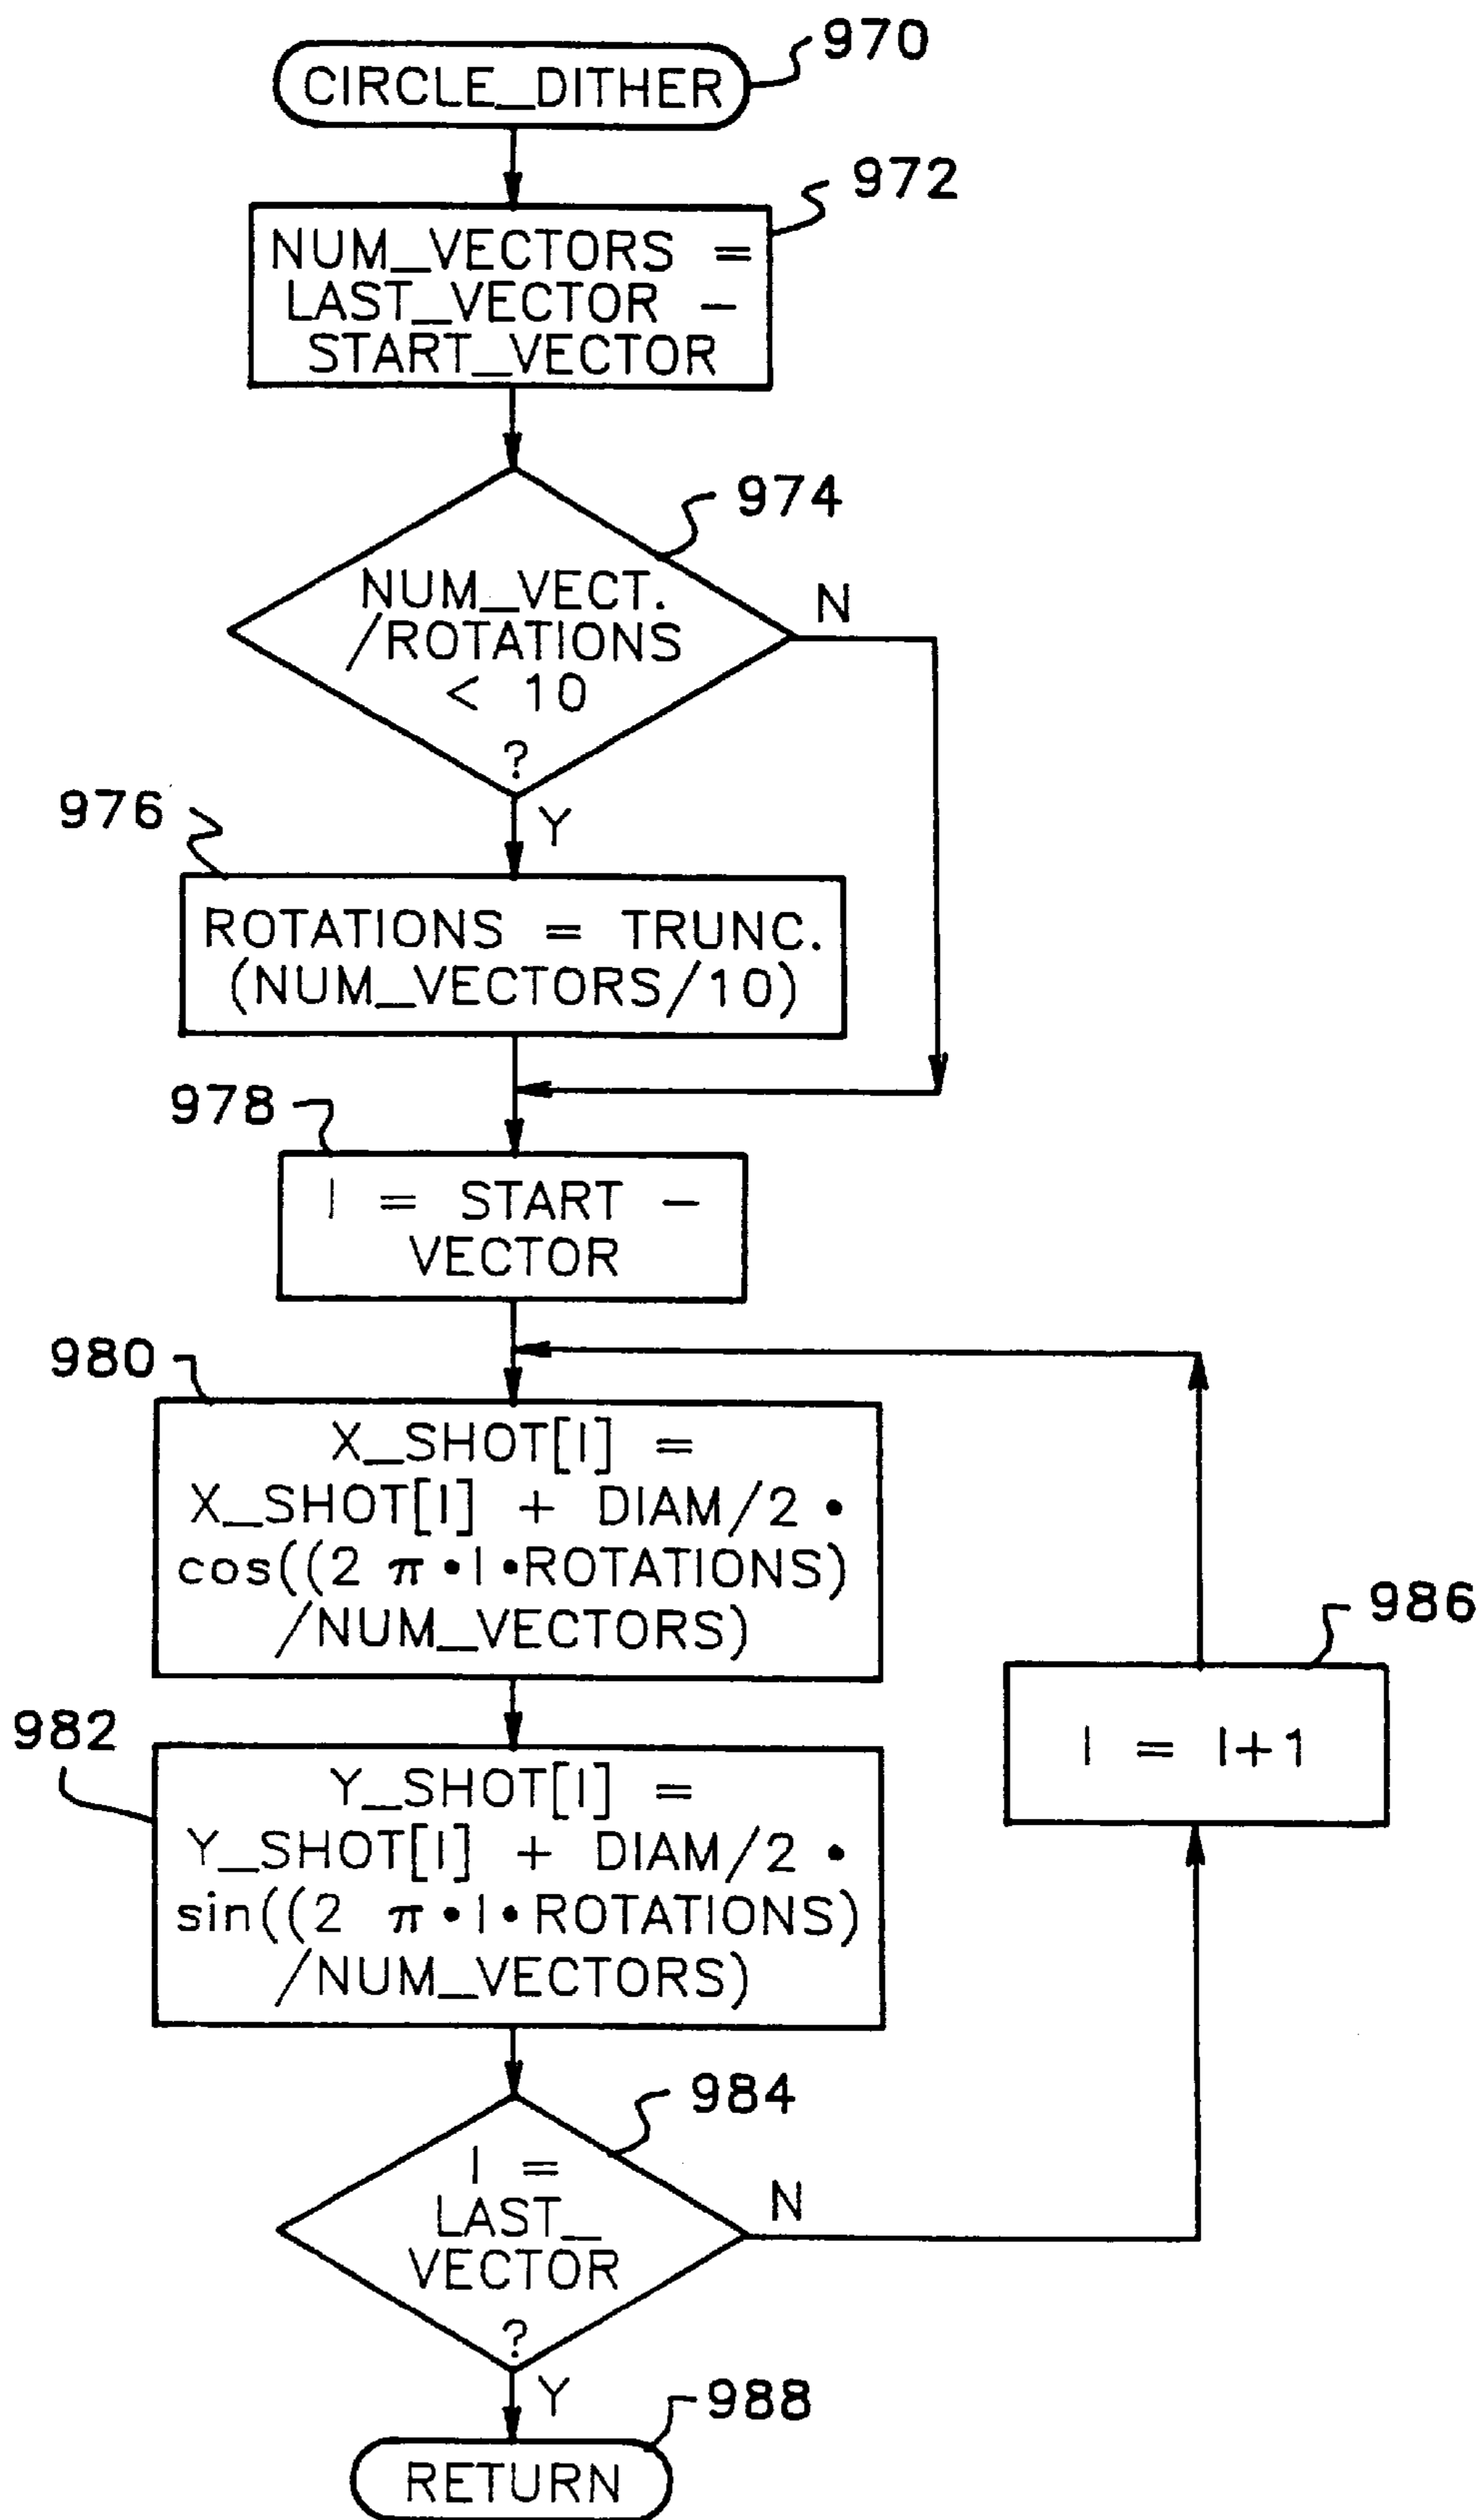 970
CIRCLE_DITHER
972
NUM_VECTORS =
LAST_VECTOR -
START_VECTOR
974
NUM_VECT.
/ROTATIONS
< 10
?
N
Y
976
ROTATIONS = TRUNC.
(NUM_VECTORS/10)
978
I = START -
VECTOR
980
X_SHOT[I] =
X_SHOT[I] + DIAM/2 •
cos((2 π • I • ROTATIONS)
/NUM_VECTORS)
982
Y_SHOT[I] =
Y_SHOT[I] + DIAM/2 •
sin((2 π • I • ROTATIONS)
/NUM_VECTORS)
986
I = I+1
984
I =
LAST_
VECTOR
?
N
Y
988
RETURN